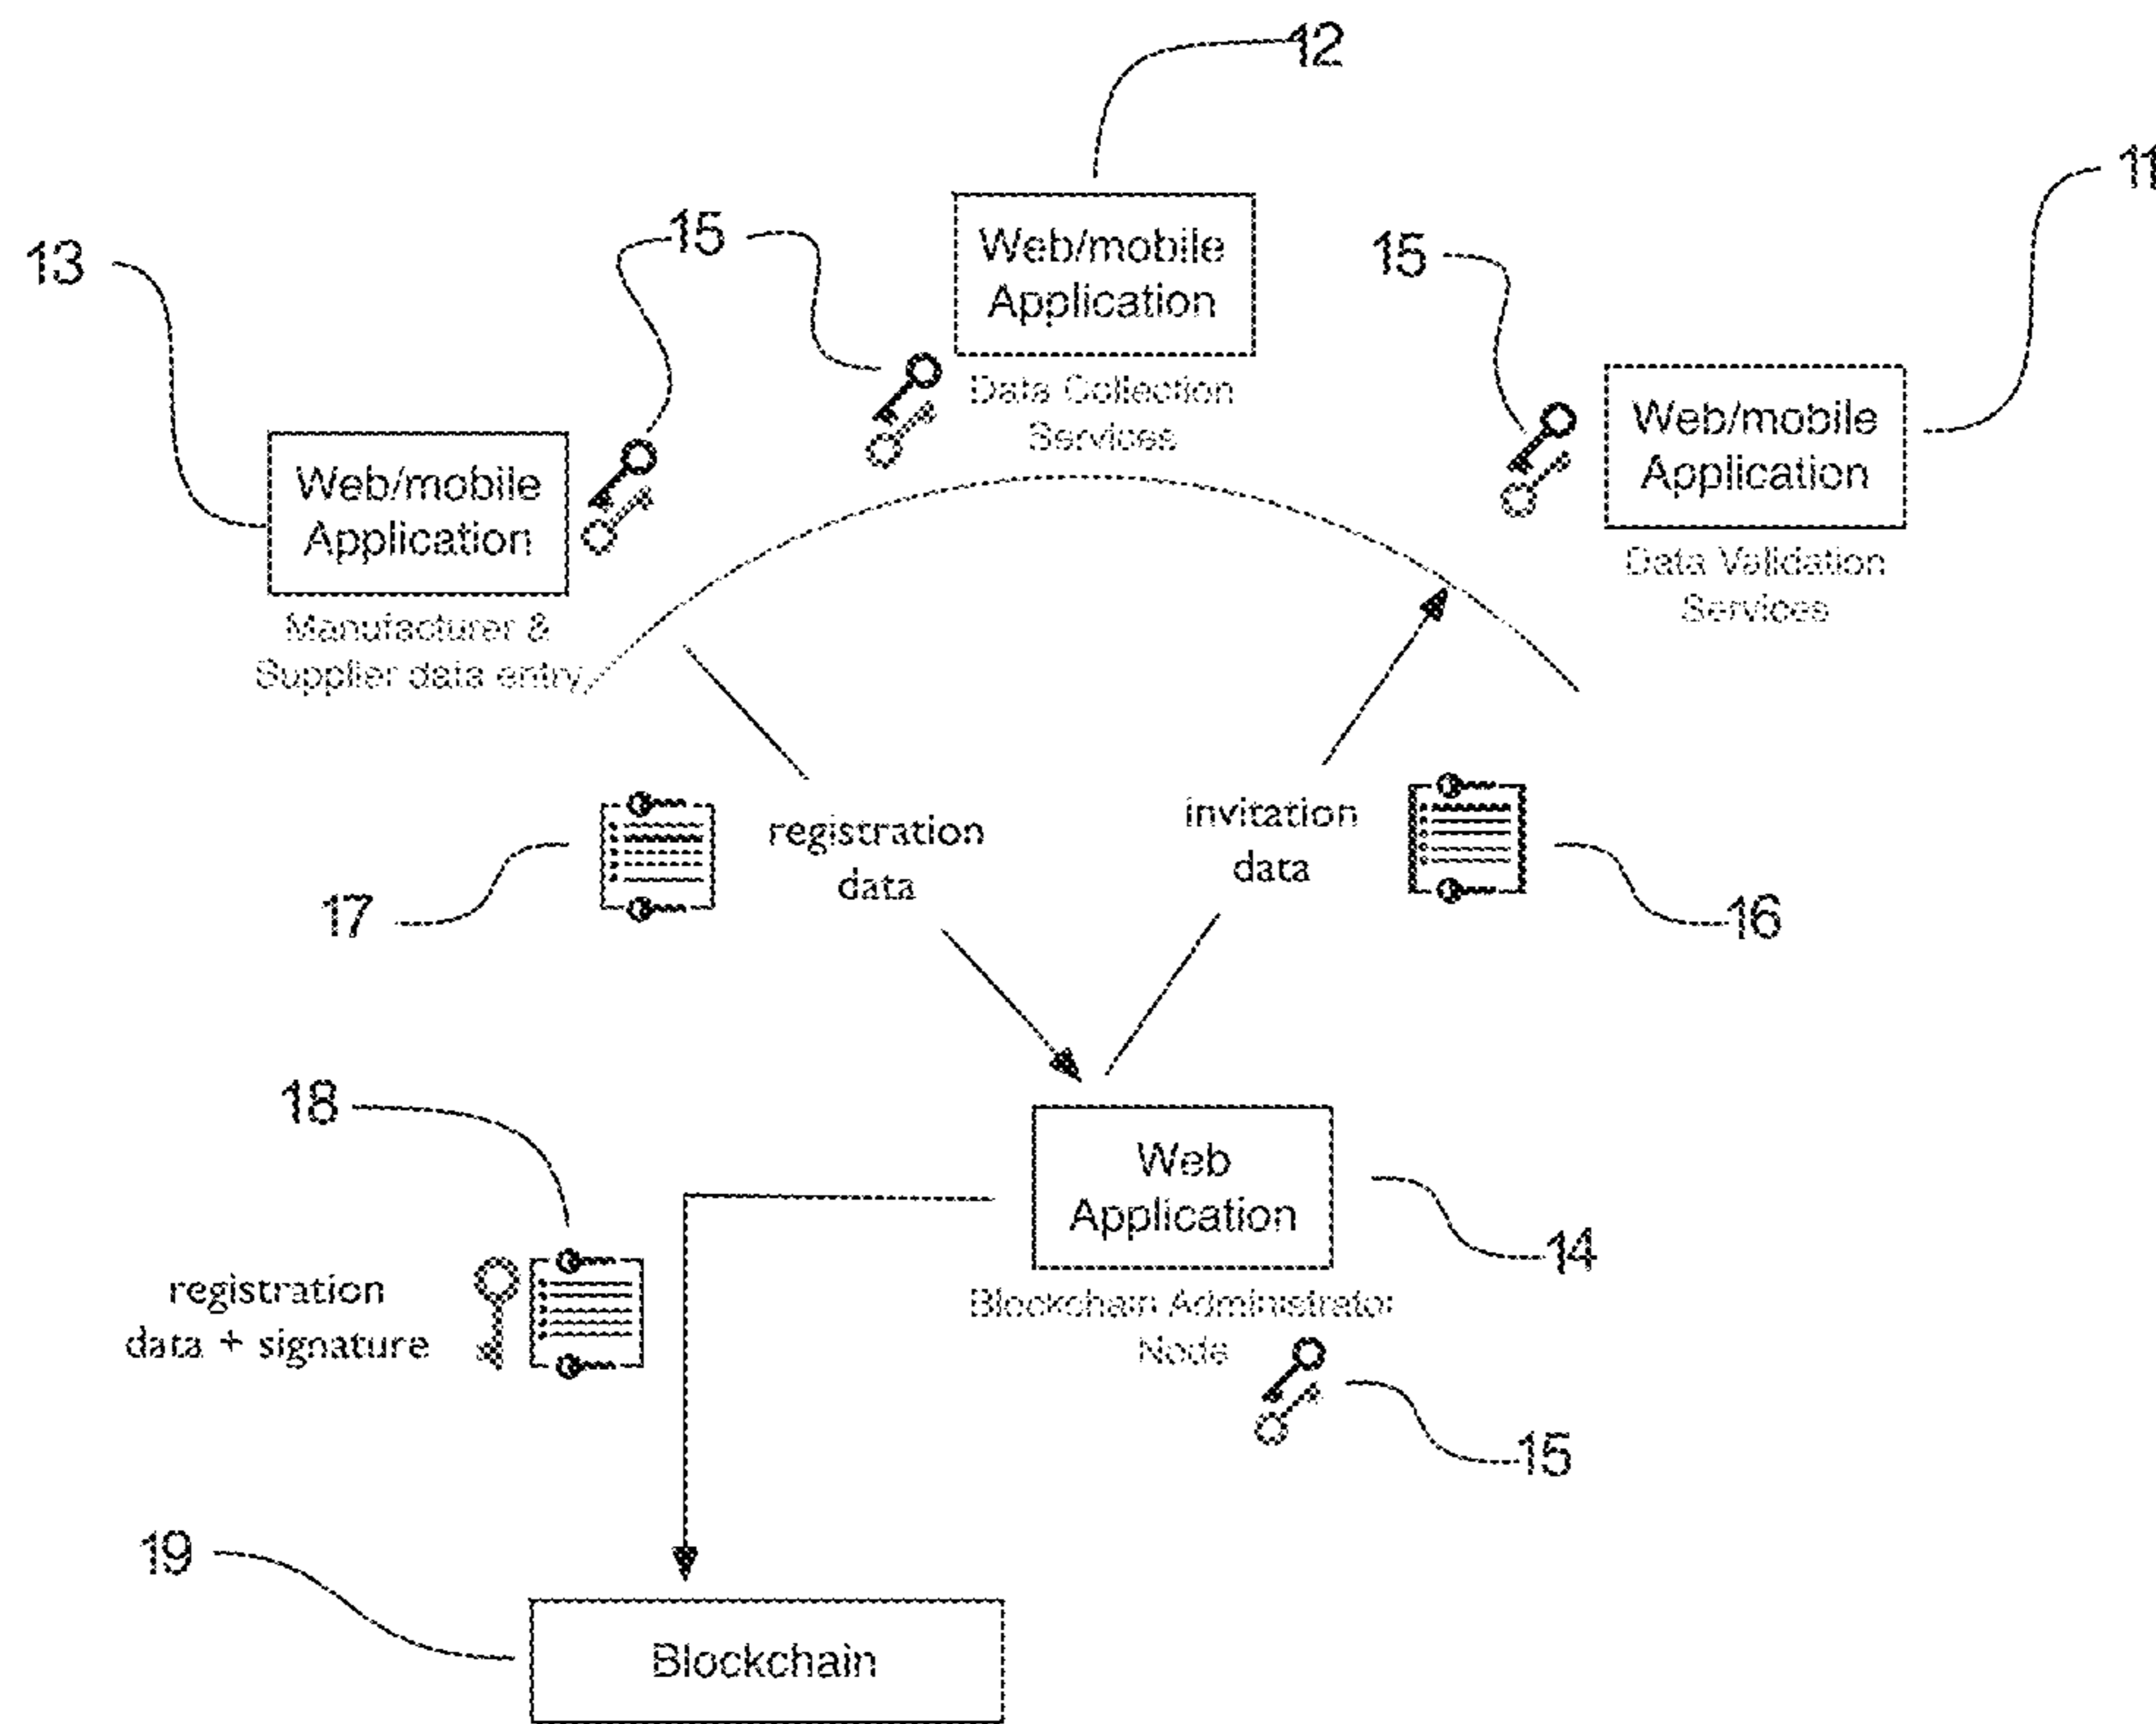 12
11
13
15
15
Web/mobile
Application
Data Collection
Services
Web/mobile
Application
Data Validation
Services
Web/mobile
Application
Manufacturer &
Supplier data entry
registration
data
invitation
data
17
16
18
Web
Application
Blockchain Administrator
Node
14
registration
data + signature
15
19
Blockchain